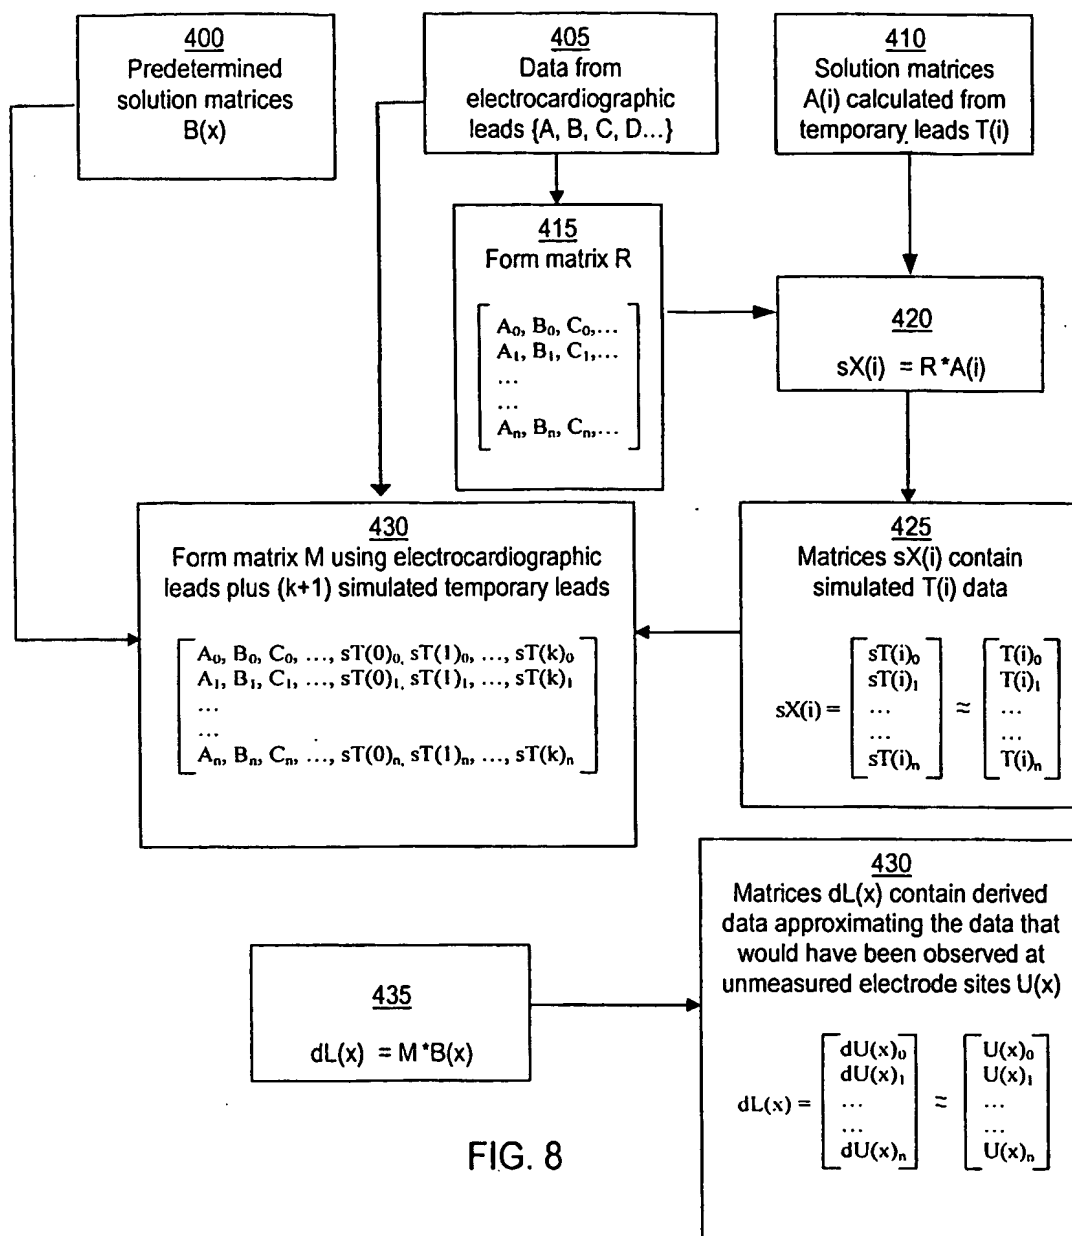 400
Predetermined
solution matrices
B(x)
405
Data from
electrocardiographic
leads {A, B, C, D...}
410
Solution matrices
A(i) calculated from
temporary leads T(i)
415
Form matrix R
A₀, B₀, C₀,...
A₁, B₁, C₁,...
...
...
Aₙ, Bₙ, Cₙ,...
420
sX(i) = R*A(i)
430
Form matrix M using electrocardiographic
leads plus (k+1) simulated temporary leads
A₀, B₀, C₀, ..., sT(0)₀, sT(1)₀, ..., sT(k)₀
A₁, B₁, C₁, ..., sT(0)₁, sT(1)₁, ..., sT(k)₁
...
...
Aₙ, Bₙ, Cₙ, ..., sT(0)ₙ, sT(1)ₙ, ..., sT(k)ₙ
425
Matrices sX(i) contain
simulated T(i) data
sT(i)₀ T(i)₀
sT(i)₁ T(i)₁
sX(i) = ... ≈ ...
... ...
sT(i)ₙ T(i)ₙ
435
dL(x) = M*B(x)
430
Matrices dL(x) contain derived
data approximating the data that
would have been observed at
unmeasured electrode sites U(x)
dU(x)₀ U(x)₀
dU(x)₁ U(x)₁
dL(x) = ... ≈ ...
... ...
dU(x)ₙ U(x)ₙ
FIG. 8